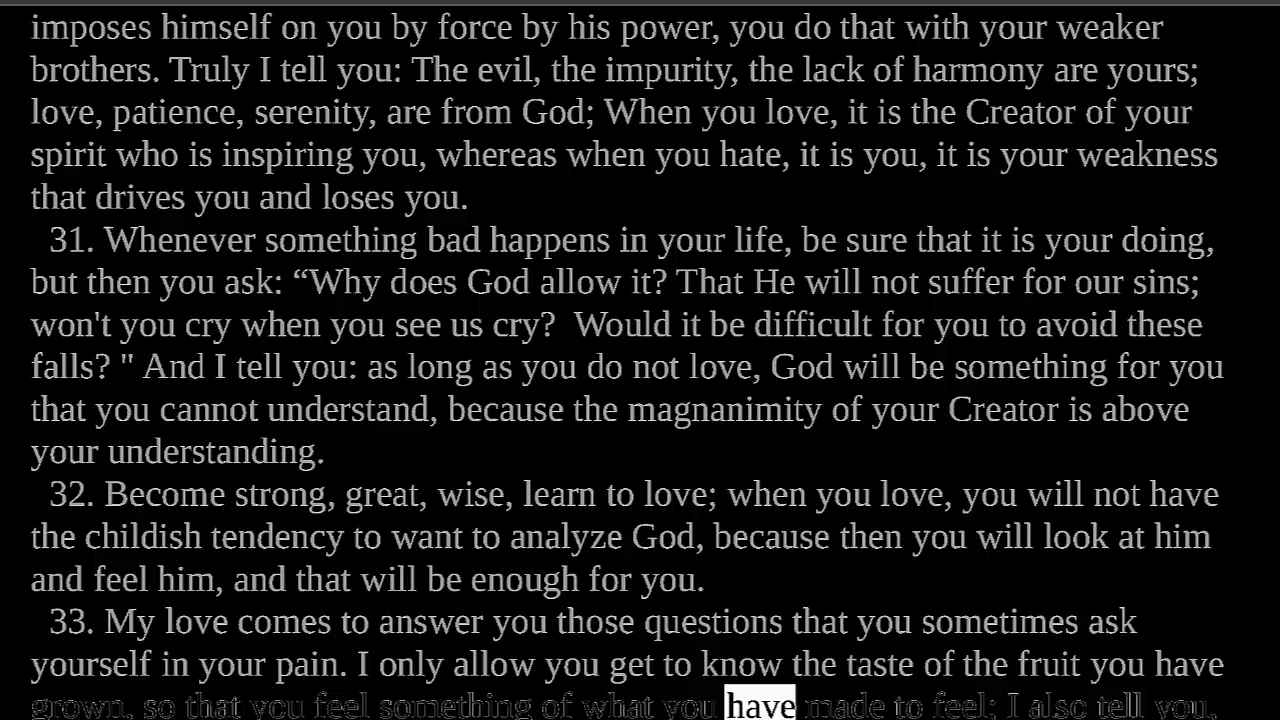 imposes himself on you by force by his power, you do that with your weaker
brothers. Truly I tell you: The evil, the impurity, the lack of harmony are yours;
love, patience, serenity, are from God; When you love, it is the Creator of your
spirit who is inspiring you, whereas when you hate, it is you, it is your weakness
that drives you and loses you.
31. Whenever something bad happens in your life, be sure that it is your doing,
but then you ask: “Why does God allow it? That He will not suffer for our sins;
won't you cry when you see us cry?  Would it be difficult for you to avoid these
falls? " And I tell you: as long as you do not love, God will be something for you
that you cannot understand, because the magnanimity of your Creator is above
your understanding.
32. Become strong, great, wise, learn to love; when you love, you will not have
the childish tendency to want to analyze God, because then you will look at him
and feel him, and that will be enough for you.
33. My love comes to answer you those questions that you sometimes ask
yourself in your pain. I only allow you get to know the taste of the fruit you have
grown, so that you feel something of what you have made to feel; I also tell you,